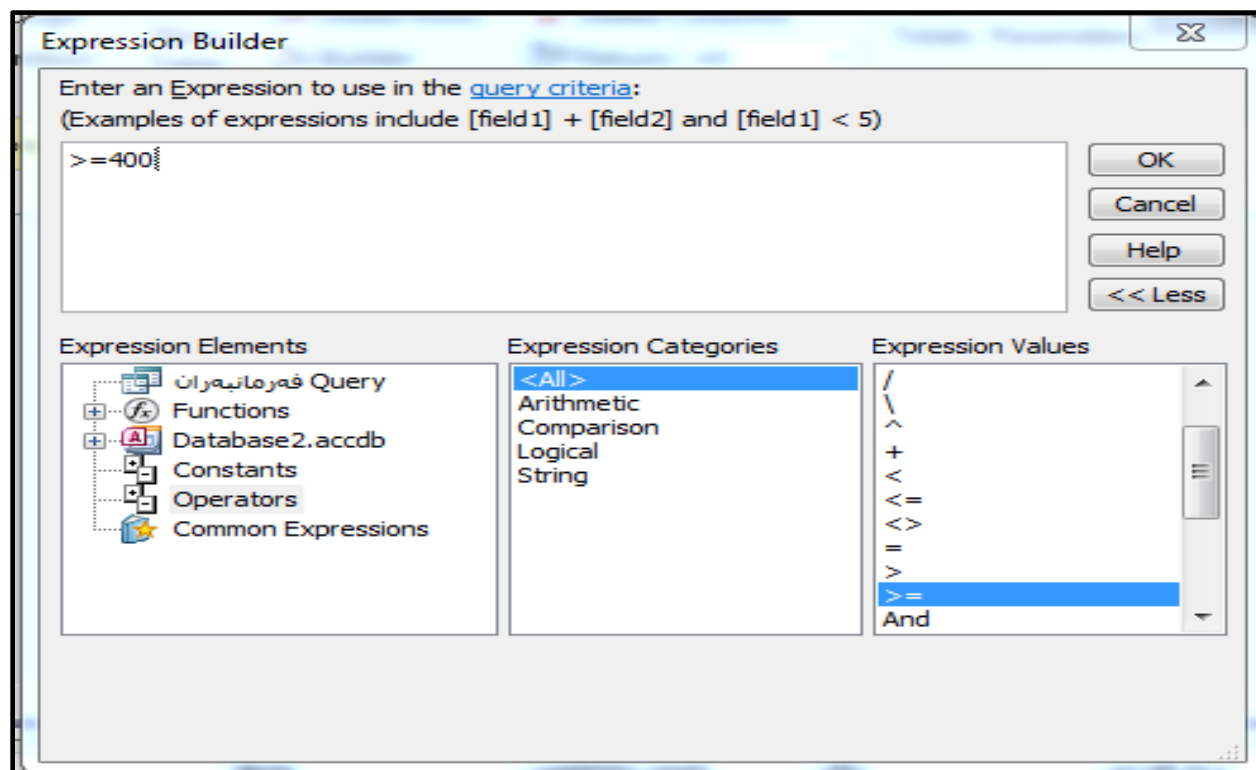 Expression Builder
Enter an Expression to use in the query criteria:
(Examples of expressions include [field1] + [field2] and [field1] < 5)
>=400
OK
Cancel
Help
<< Less
Expression Elements
فەرمانبەران Query
Functions
Database2.accdb
Constants
Operators
Common Expressions
Expression Categories
<All>
Arithmetic
Comparison
Logical
String
Expression Values
/
\
^
+
<
<=
<>
=
>
>=
And